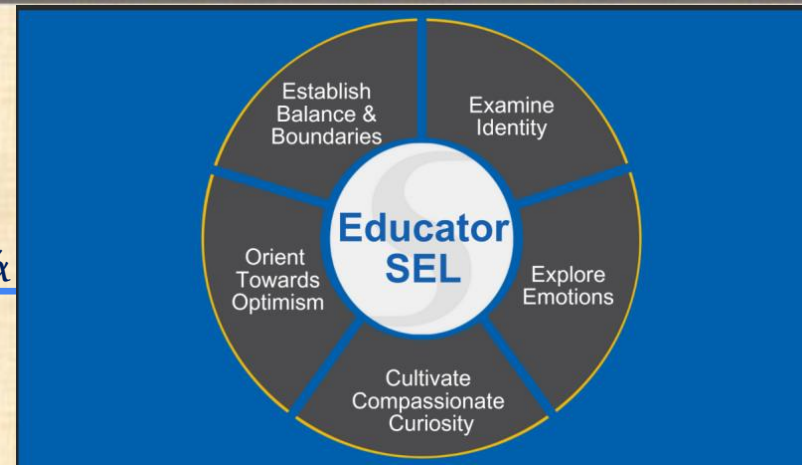 Establish
Balance &
Boundaries
Examine
Identity
Educator
SEL
Orient
Towards
Optimism
Explore
Emotions
Cultivate
Compassionate
Curiosity